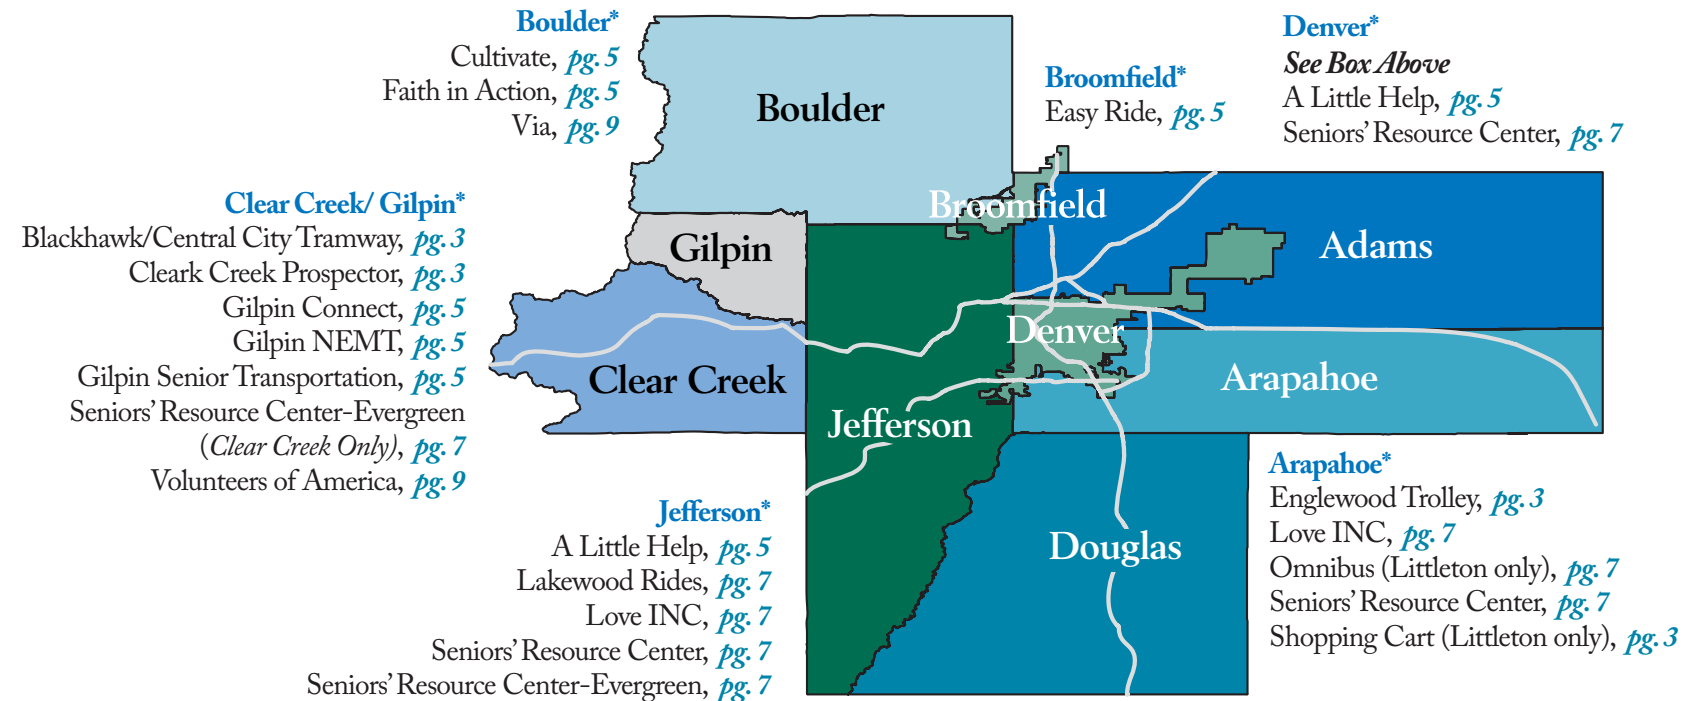 Boulder*
Cultivate, pg. 5
Faith in Action, pg. 5
Via, pg. 9
Broomfield*
Easy Ride, pg. 5
Denver*
See Box Above
A Little Help, pg. 5
Seniors' Resource Center, pg. 7
Clear Creek/ Gilpin*
Blackhawk/Central City Tramway, pg. 3
Cleark Creek Prospector, pg. 3
Gilpin Connect, pg. 5
Gilpin NEMT, pg. 5
Gilpin Senior Transportation, pg. 5
Seniors' Resource Center-Evergreen
(Clear Creek Only), pg. 7
Volunteers of America, pg. 9
Boulder
Broomfield
Gilpin
Adams
Denver
Clear Creek
Arapahoe
Jefferson
Douglas
Jefferson*
A Little Help, pg. 5
Lakewood Rides, pg. 7
Love INC, pg. 7
Seniors' Resource Center, pg. 7
Seniors' Resource Center-Evergreen, pg. 7
Arapahoe*
Englewood Trolley, pg. 3
Love INC, pg. 7
Omnibus (Littleton only), pg. 7
Seniors' Resource Center, pg. 7
Shopping Cart (Littleton only), pg. 3